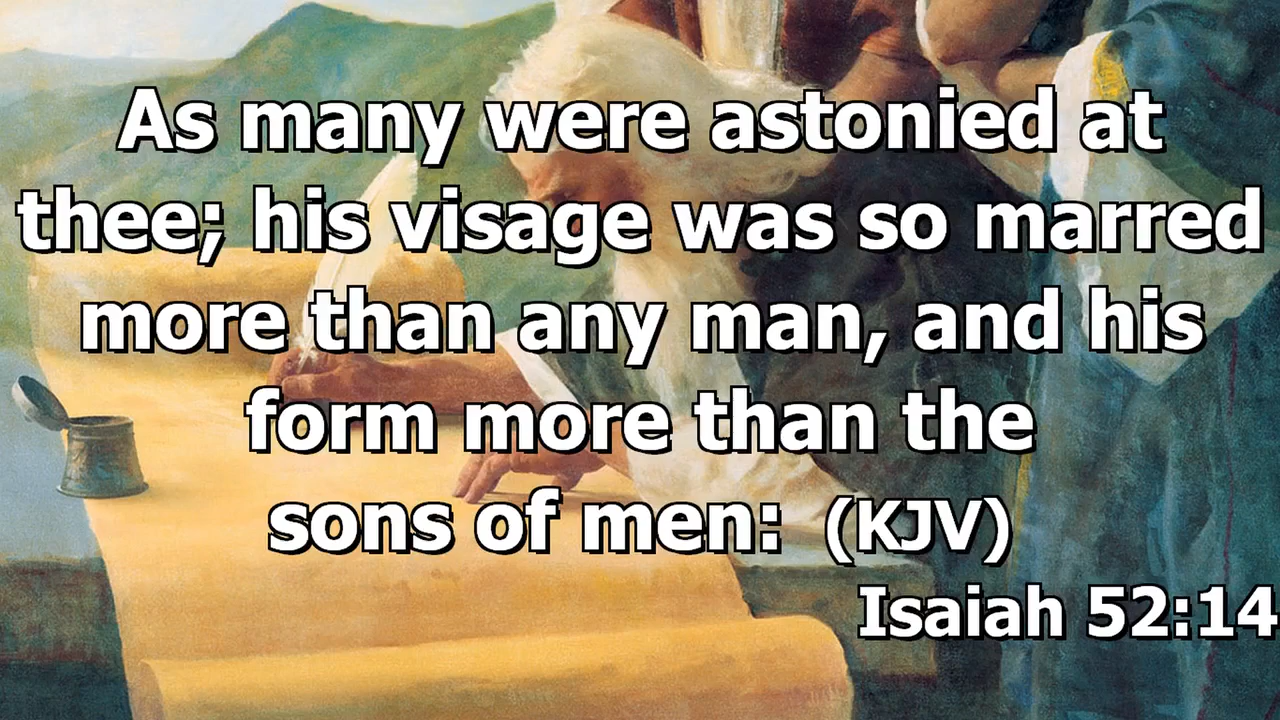 As many were astonied at
thee; his visage was so marred
more than any man, and his
form more than the
sons of men: (KJV)
Isaiah 52:14